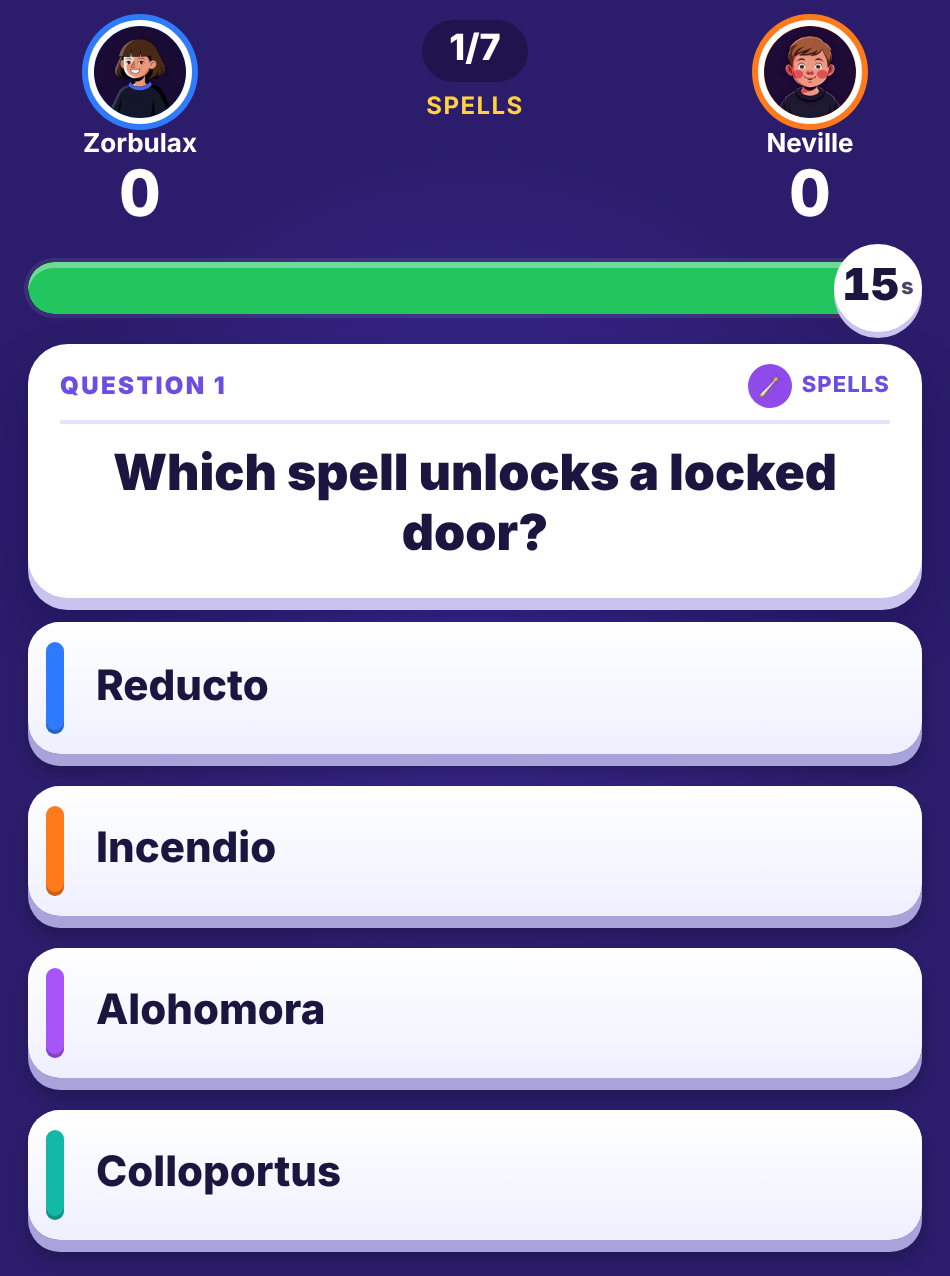 1/7
SPELLS
Zorbulax
0
Neville
0
15s
QUESTION 1
SPELLS
Which spell unlocks a locked
door?
Reducto
Incendio
Alohomora
Colloportus